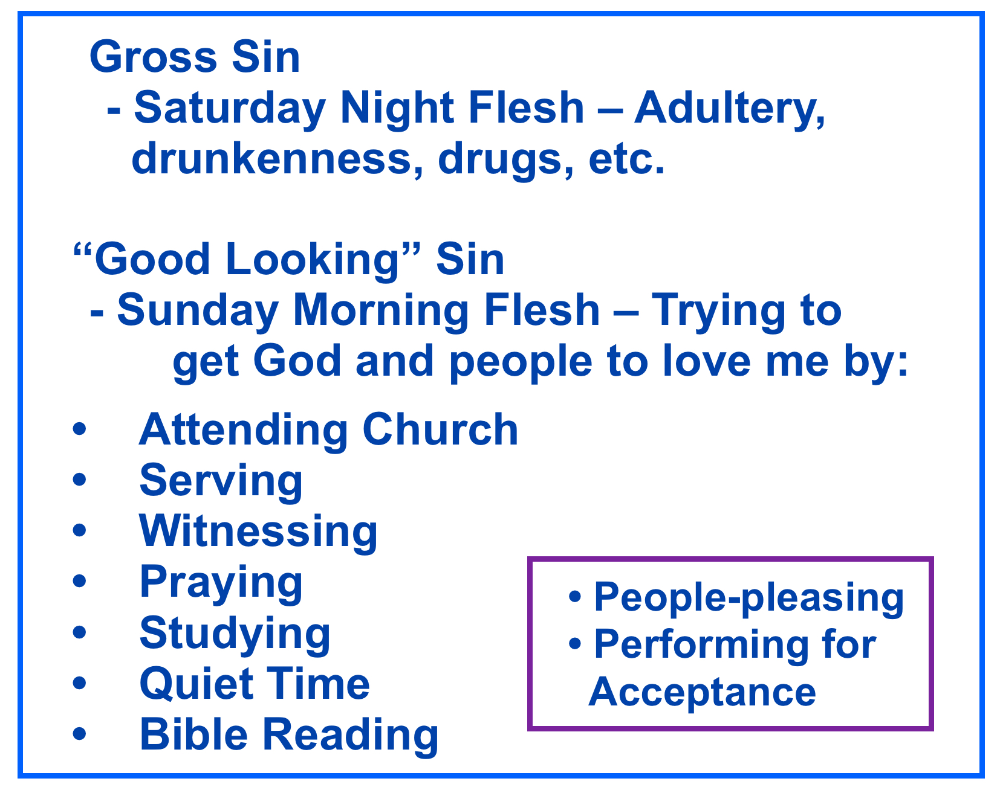 Gross Sin
- Saturday Night Flesh – Adultery,
drunkenness, drugs, etc.
“Good Looking” Sin
- Sunday Morning Flesh – Trying to
get God and people to love me by:
• Attending Church
• Serving
• Witnessing
• Praying
• Studying
• Quiet Time
• Bible Reading
• People-pleasing
• Performing for
Acceptance